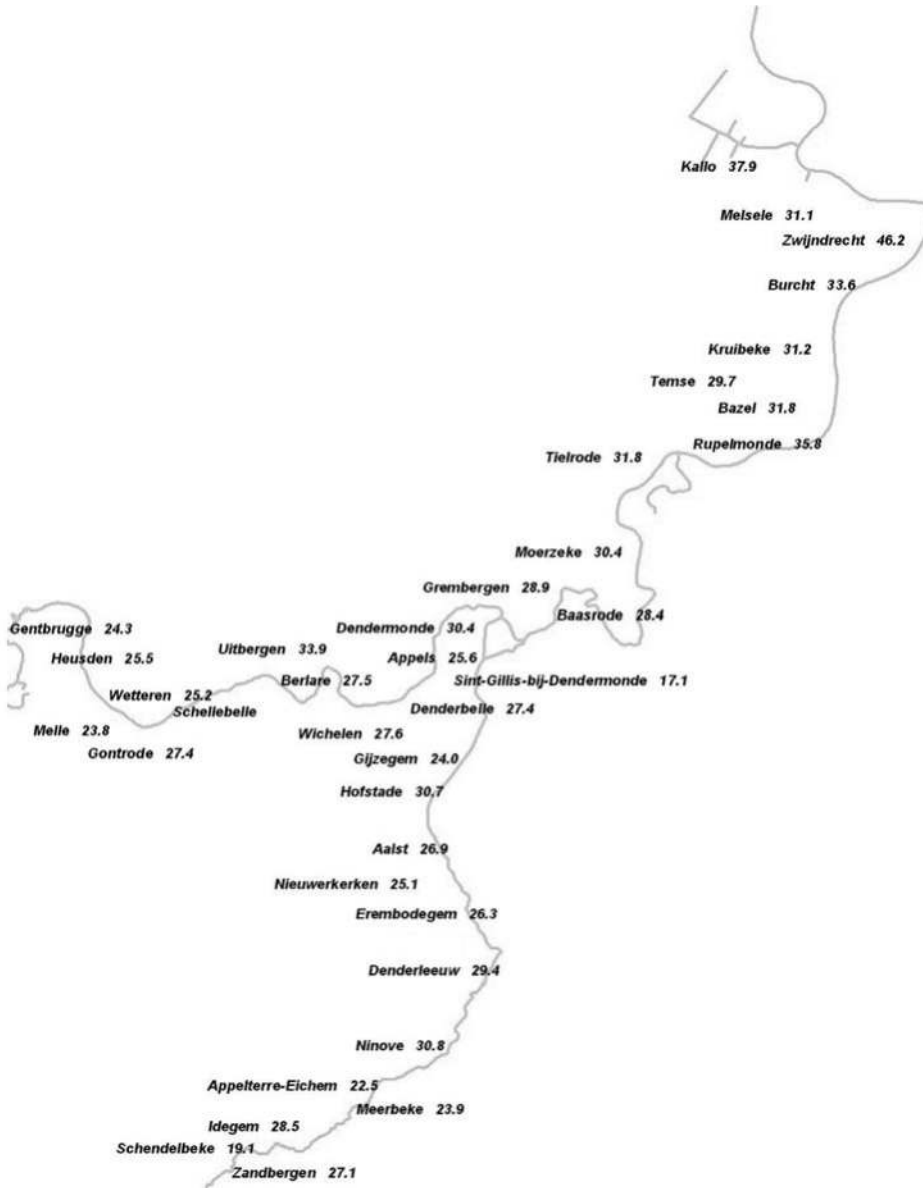 Kallo 37.9
Melsele 31.1
Zwijndrecht 46.2
Burcht 33.6
Kruibeke 31.2
Temse 29.7
Bazel 31.8
Rupelmonde 35.8
Tielrode 31.8
Moerzeke 30.4
Grembergen 28.9
Baasrode 28.4
Gentbrugge 24.3
Dendermonde 30.4
Uitbergen 33.9
Heusden 25.5
Appels 25.6
Berlare 27.5
Sint-Gillis-bij-Dendermonde 17.1
Wetteren 25.2
Schellebelle
Denderbelle 27.4
Melle 23.8
Wichelen 27.6
Gontrode 27.4
Gijzegem 24.0
Hofstade 30.7
Aalst 26.9
Nieuwerkerken 25.1
Erembodegem 26.3
Denderleeuw 29.4
Ninove 30.8
Appelterre-Eichem 22.5
Meerbeke 23.9
Idegem 28.5
Schendelbeke 19.1
Zandbergen 27.1